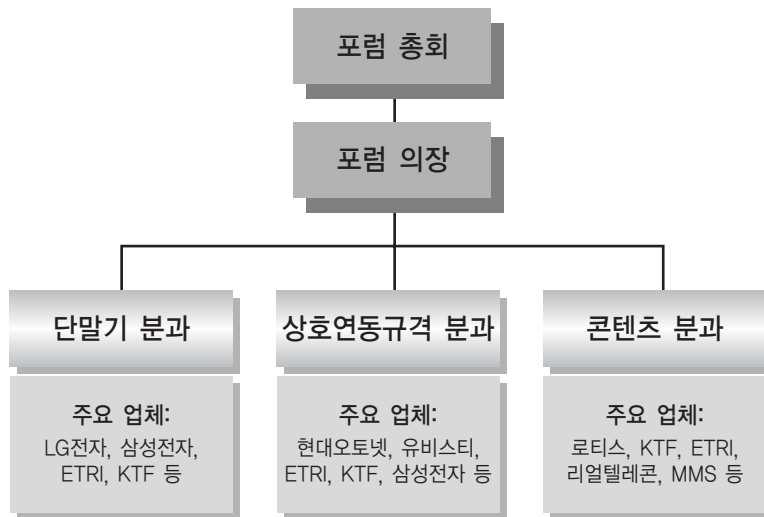 포럼 총회
포럼 의장
단말기 분과
주요 업체:
LG전자, 삼성전자,
ETRI, KTF 등
상호연동규격 분과
주요 업체:
현대오토넷, 유비스티,
ETRI, KTF, 삼성전자 등
콘텐츠 분과
주요 업체:
로티스, KTF, ETRI,
리얼텔레콘, MMS 등